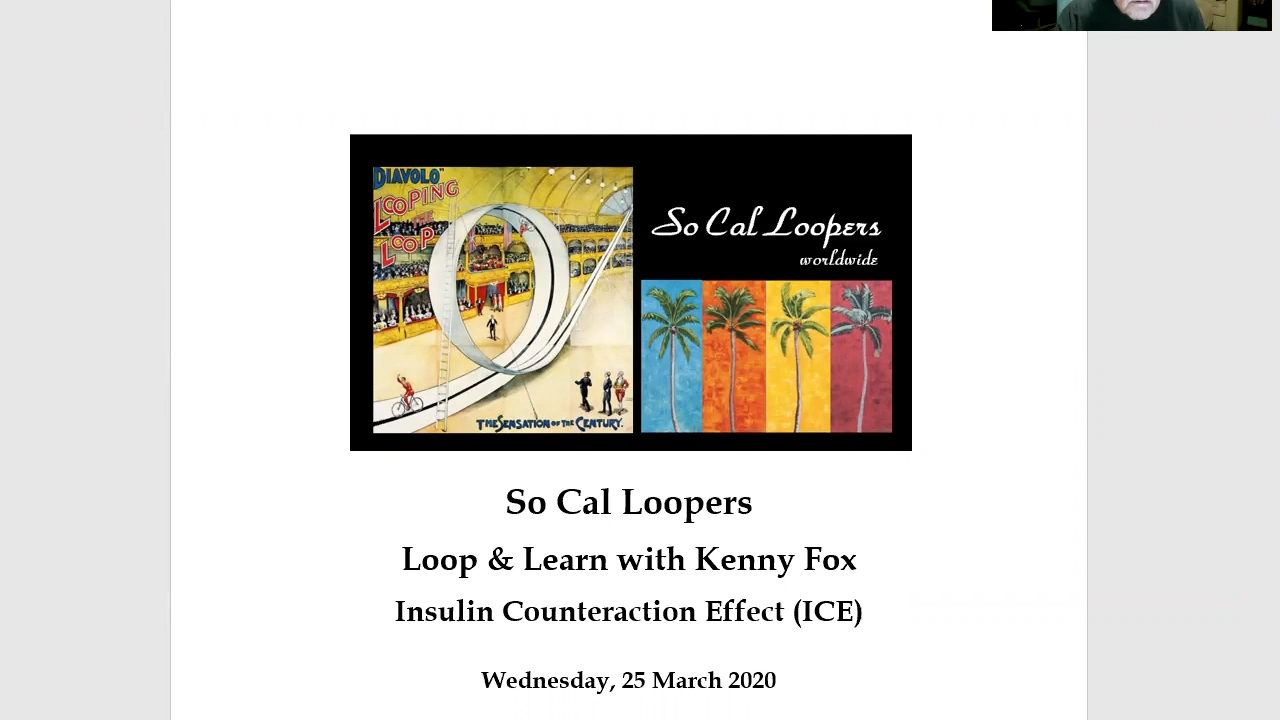 DIAVOLO"
LOOPING
THE
LOOP
So Cal Loopers
worldwide
THE SENSATION OF THE CENTURY.
So Cal Loopers
Loop & Learn with Kenny Fox
Insulin Counteraction Effect (ICE)
Wednesday, 25 March 2020